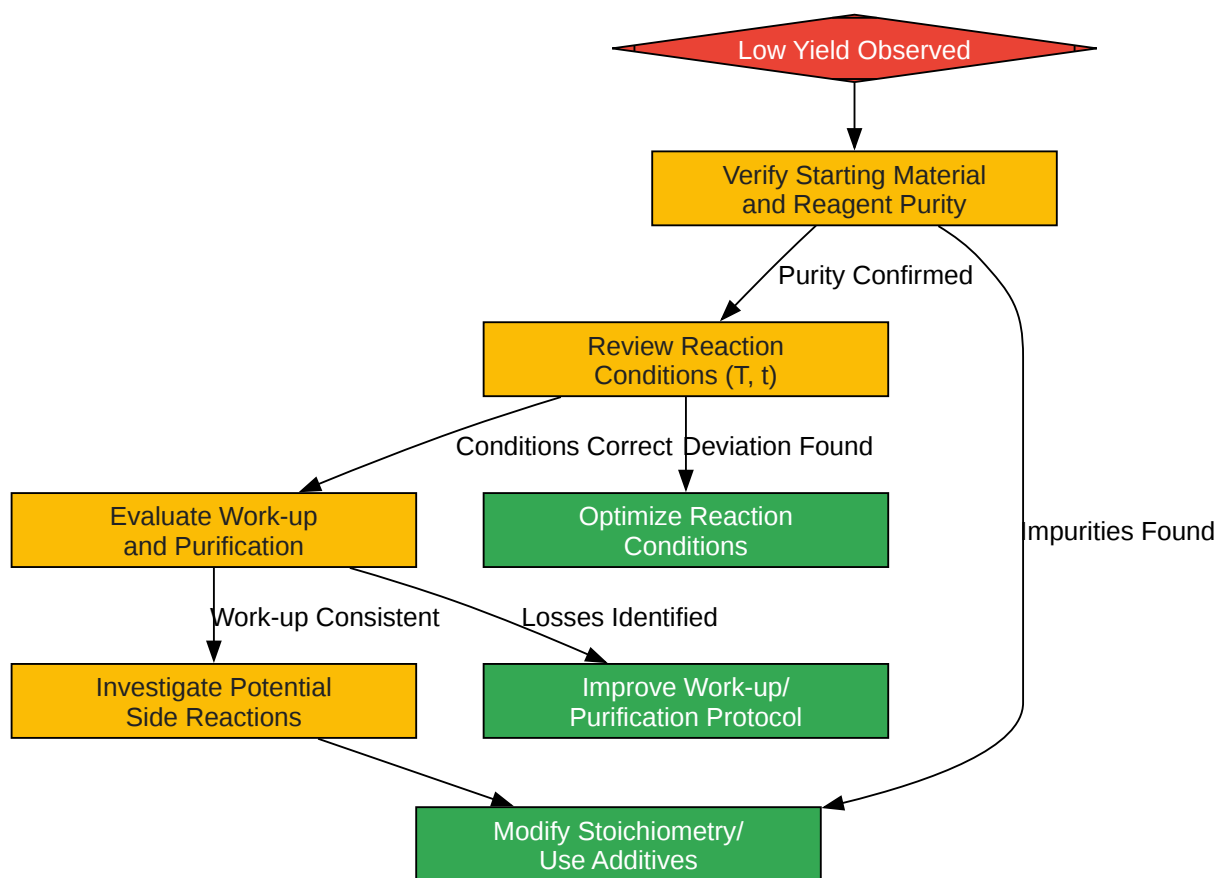 Low Yield Observed
Verify Starting Material
and Reagent Purity
Purity Confirmed
Review Reaction
Conditions (T, t)
Conditions Correct
Deviation Found
Evaluate Work-up
and Purification
Optimize Reaction
Conditions
Impurities Found
Work-up Consistent
Losses Identified
Investigate Potential
Side Reactions
Improve Work-up/
Purification Protocol
Modify Stoichiometry/
Use Additives